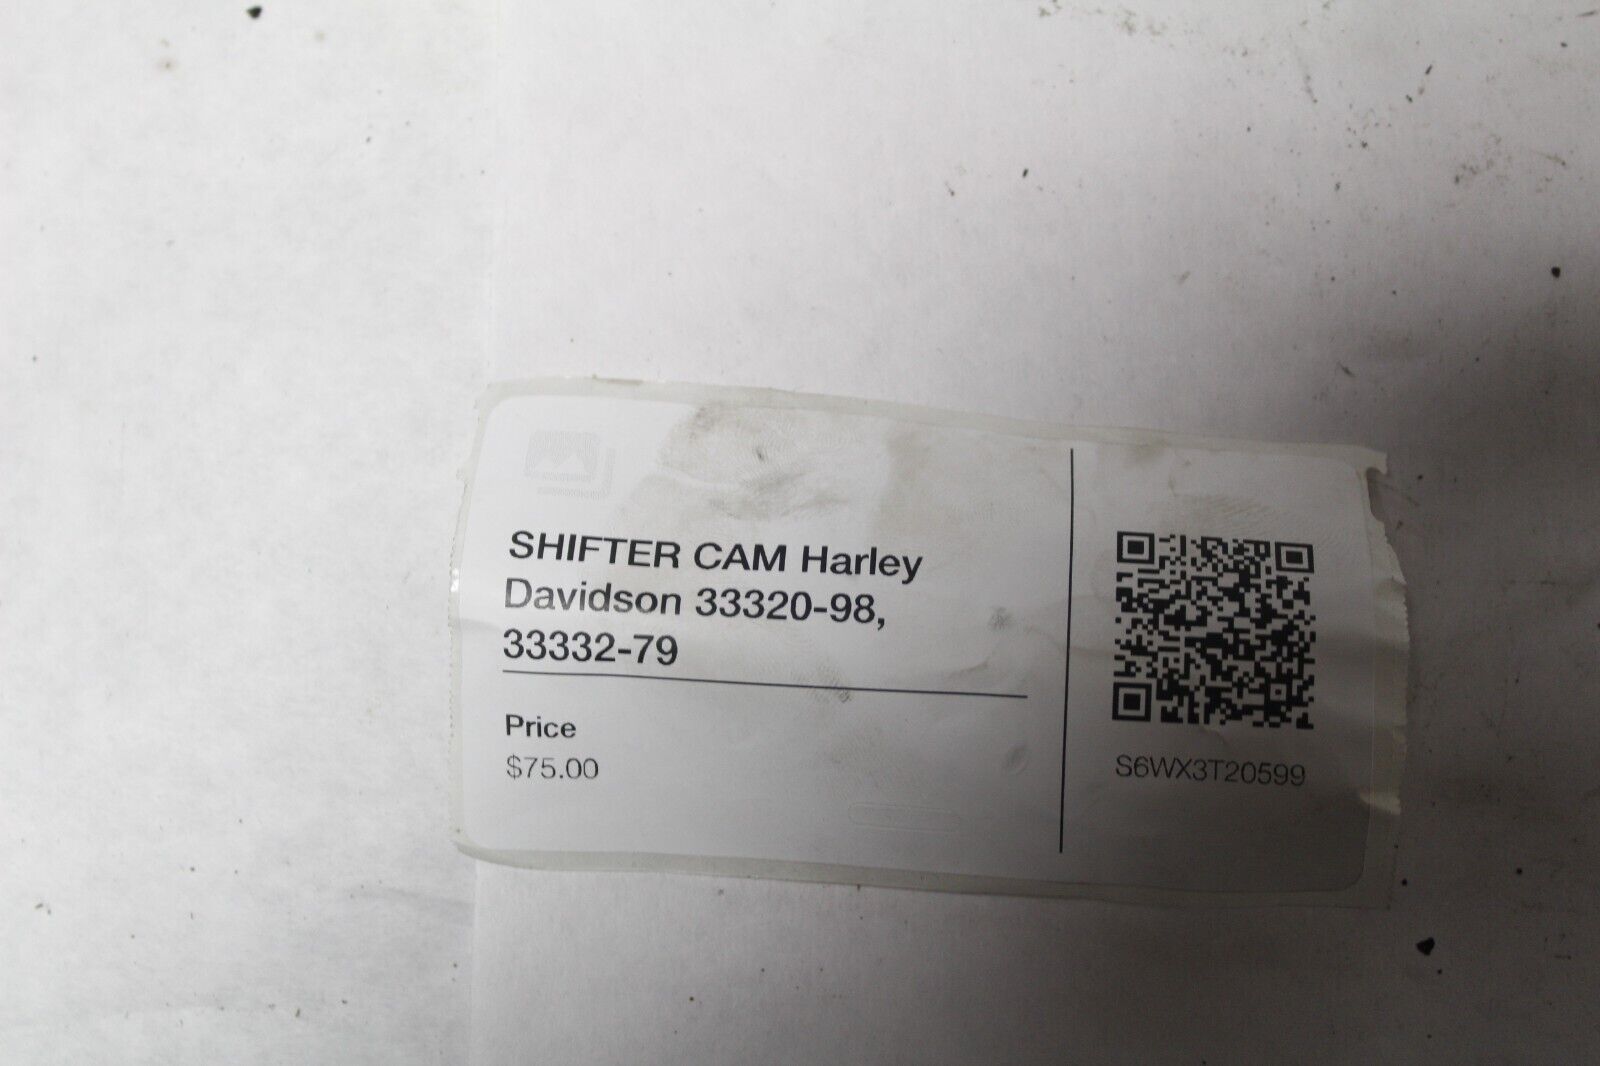 SHIFTER CAM Harley
Davidson 33320-98,
33332-79
Price
$75.00
S6WX3T20599